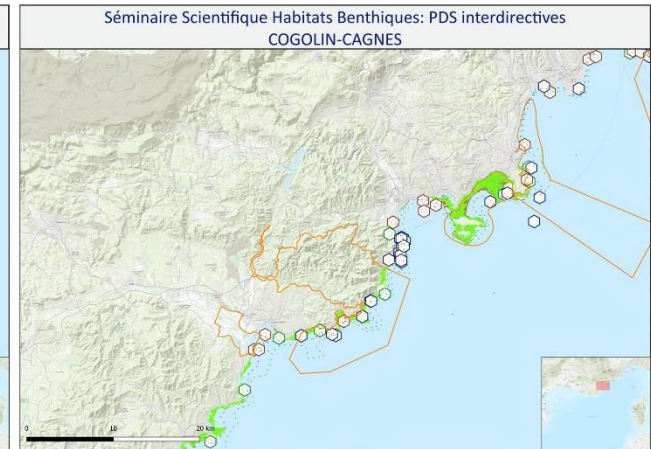 Séminaire Scientifique Habitats Benthiques: PDS interdirectives
COGOLIN-CAGNES
0 10 20 km